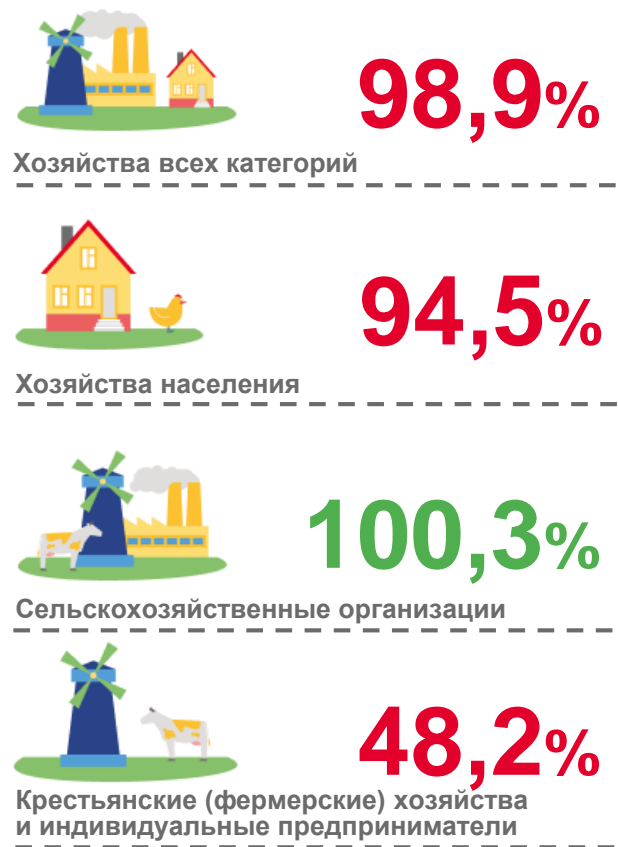 98,9%
Хозяйства всех категорий
94,5%
Хозяйства населения
100,3%
Сельскохозяйственные организации
48,2%
Крестьянские (фермерские) хозяйства
и индивидуальные предприниматели